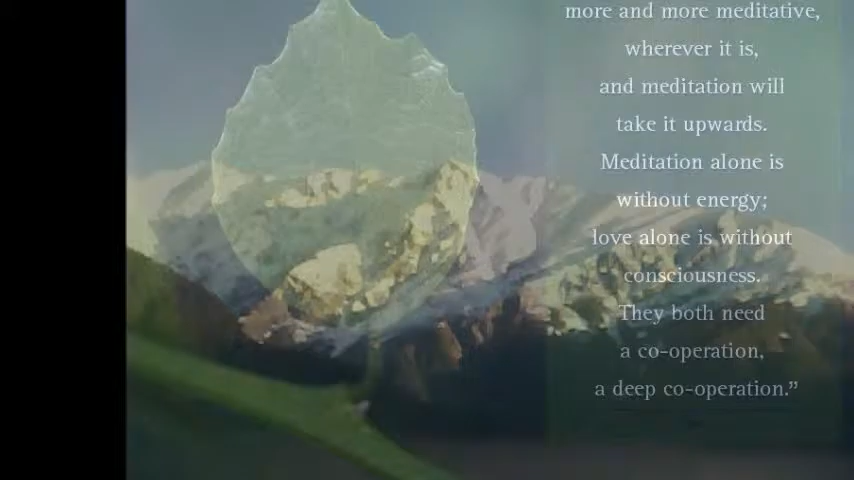 more and more meditative,
wherever it is,
and meditation will
take it upwards.
Meditation alone is
without energy;
love alone is without
consciousness.
They both need
a co-operation,
a deep co-operation.”